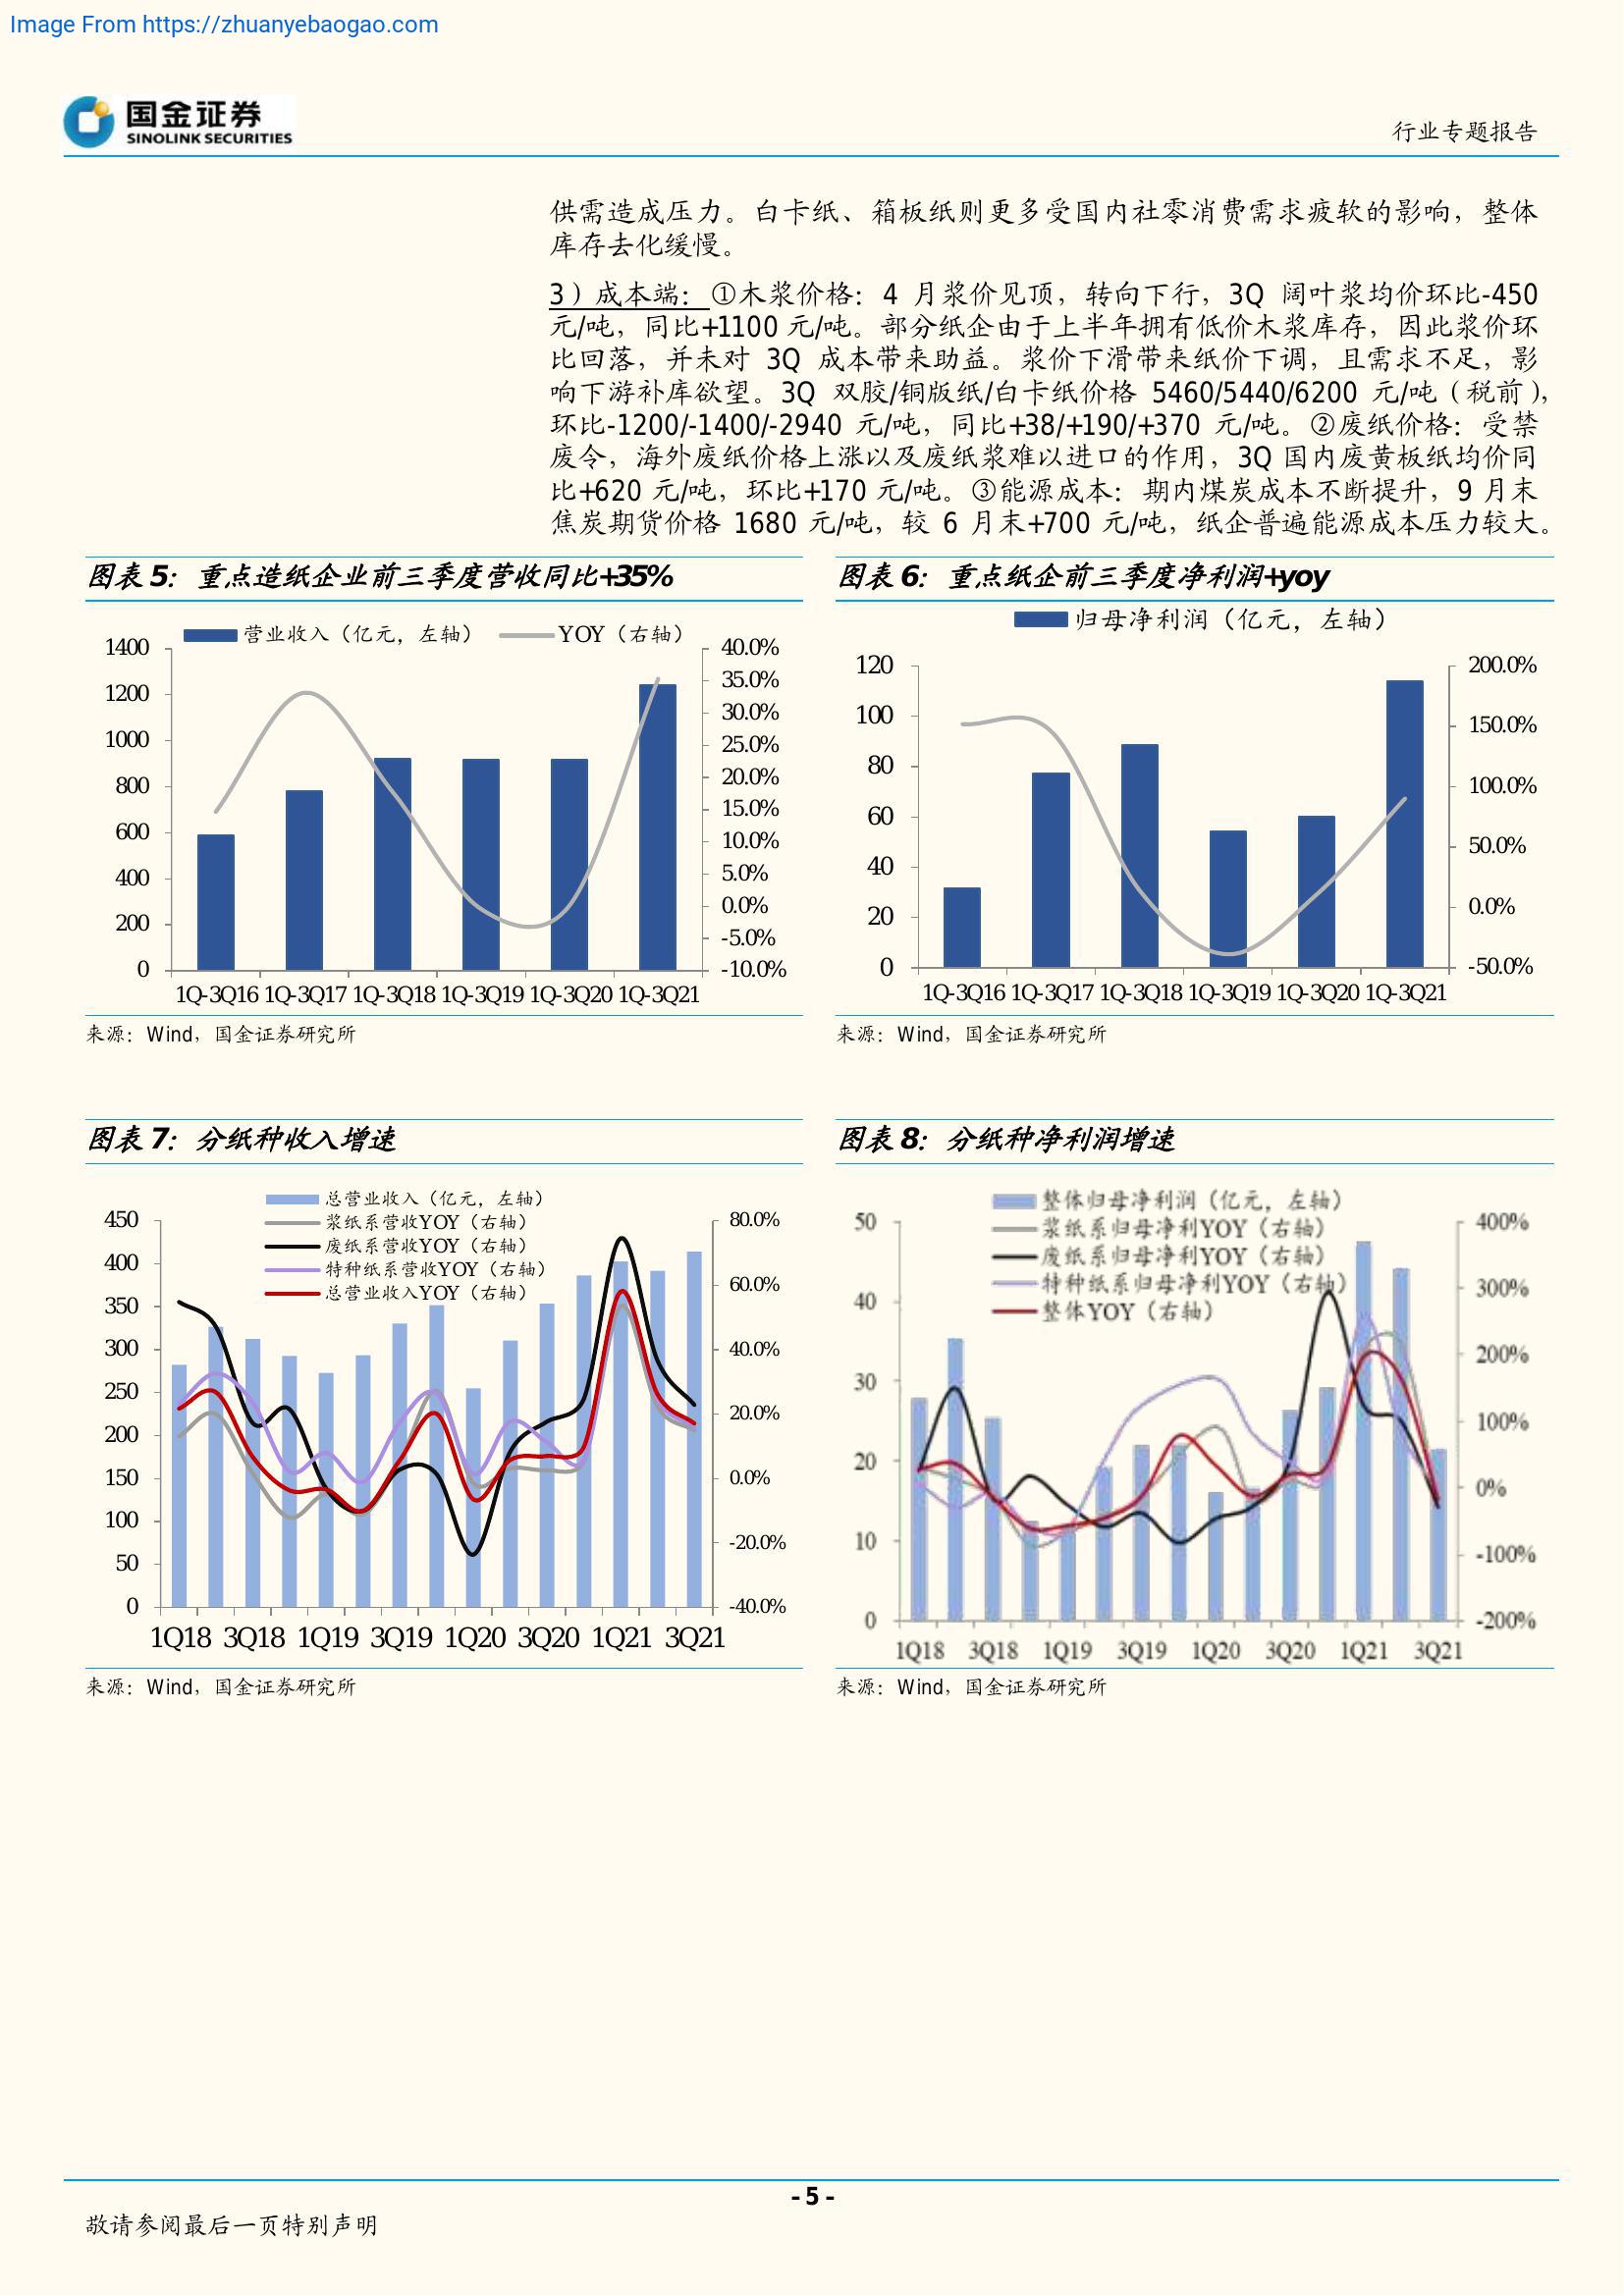 Image From https://zhuanyebaogao.com
国金证券
SINOLINK SECURITIES
行业专题报告
供需造成压力。白卡纸、箱板纸则更多受国内社零消费需求疲软的影响，整体
库存去化缓慢。
3）成本端：①木浆价格：4 月浆价见顶，转向下行，3Q 阔叶浆均价环比-450
元/吨，同比+1100 元/吨。部分纸企由于上半年拥有低价木浆库存，因此浆价环
比回落，并未对 3Q 成本带来助益。浆价下滑带来纸价下调，且需求不足，影
响下游补库欲望。3Q 双胶/铜版纸/白卡纸价格 5460/5440/6200 元/吨（税前），
环比-1200/-1400/-2940 元/吨，同比+38/+190/+370 元/吨。②废纸价格：受禁
废令，海外废纸价格上涨以及废纸浆难以进口的作用，3Q 国内废黄板纸均价同
比+620 元/吨，环比+170 元/吨。③能源成本：期内煤炭成本不断提升，9 月末
焦炭期货价格 1680 元/吨，较 6 月末+700 元/吨，纸企普遍能源成本压力较大。
图表 5：重点造纸企业前三季度营收同比+35%
营业收入（亿元，左轴）
YOY（右轴）
1400
1200
1000
800
600
400
200
0
40.0%
35.0%
30.0%
25.0%
20.0%
15.0%
10.0%
5.0%
0.0%
-5.0%
-10.0%
1Q-3Q16 1Q-3Q17 1Q-3Q18 1Q-3Q19 1Q-3Q20 1Q-3Q21
来源：Wind，国金证券研究所
图表 6：重点纸企前三季度净利润+yoy
归母净利润（亿元，左轴）
120
100
80
60
40
20
0
200.0%
150.0%
100.0%
50.0%
0.0%
-50.0%
1Q-3Q16 1Q-3Q17 1Q-3Q18 1Q-3Q19 1Q-3Q20 1Q-3Q21
来源：Wind，国金证券研究所
图表 7：分纸种收入增速
总营业收入（亿元，左轴）
浆纸系营收YOY（右轴）
废纸系营收YOY（右轴）
特种纸系营收YOY（右轴）
总营业收入YOY（右轴）
450
400
350
300
250
200
150
100
50
0
80.0%
60.0%
40.0%
20.0%
0.0%
-20.0%
-40.0%
1Q18 3Q18 1Q19 3Q19 1Q20 3Q20 1Q21 3Q21
来源：Wind，国金证券研究所
图表 8：分纸种净利润增速
整体归母净利润（亿元，左轴）
浆纸系归母净利YOY（右轴）
废纸系归母净利YOY（右轴）
特种纸系归母净利YOY（右轴）
整体YOY（右轴）
50
40
30
20
10
0
400%
300%
200%
100%
0%
-100%
-200%
1Q18 3Q18 1Q19 3Q19 1Q20 3Q20 1Q21 3Q21
来源：Wind，国金证券研究所
- 5 -
敬请参阅最后一页特别声明